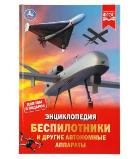 ЭНЦИКЛОПЕДИЯ
БЕСПИЛОТНИКИ
И ДРУГИЕ АВТОНОМНЫЕ
АППАРАТЫ